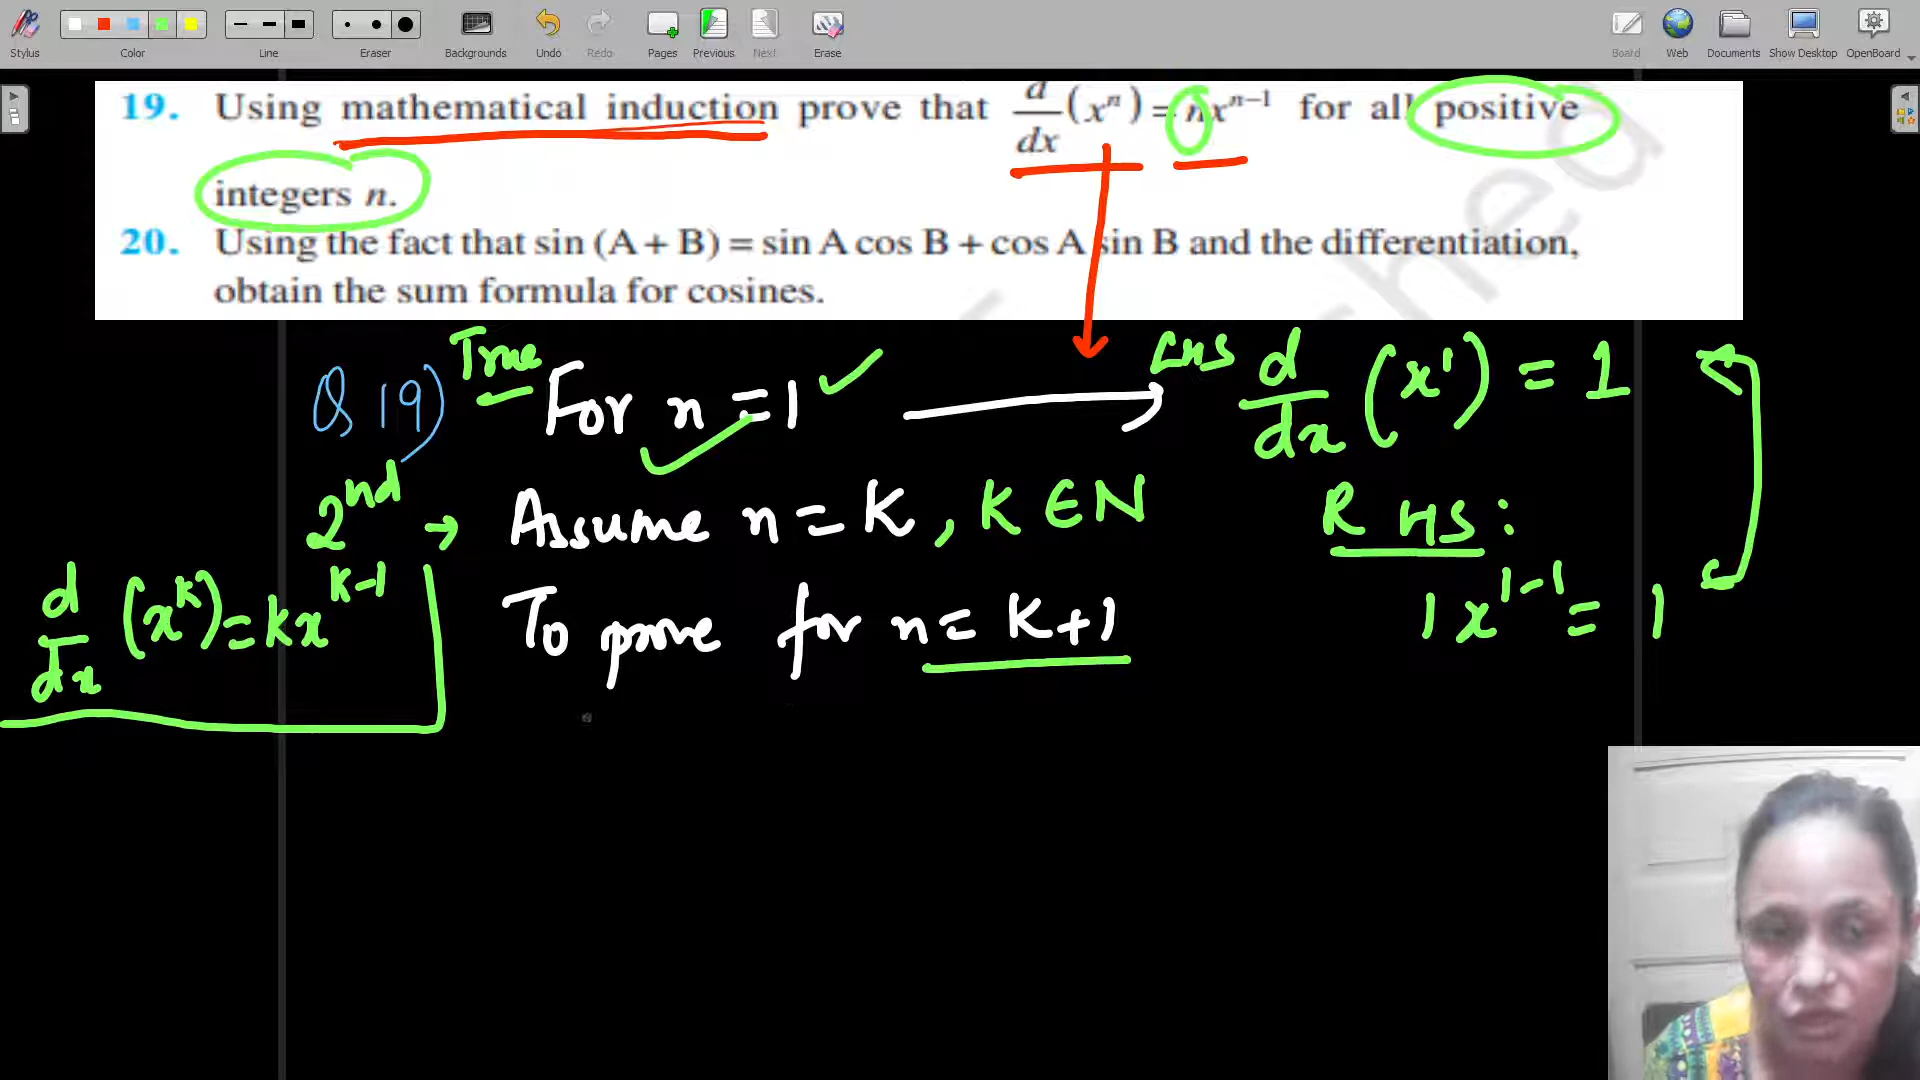 Stylus Color Line Eraser Backgrounds Undo Redo Pages Previous Next Erase Board Web Documents Show Desktop OpenBoard
19. Using mathematical induction prove that d/dx (xⁿ) = nxⁿ⁻¹ for all positive
integers n.
20. Using the fact that sin (A + B) = sin A cos B + cos A sin B and the differentiation,
obtain the sum formula for cosines.
Q 19) True For n = 1 LHS d/dx (x¹) = 1
2nd → Assume n = K, K ∈ N RHS:
d/dx (x^k) = kx^(k-1) To prove for n = K+1 1x^(1-1) = 1